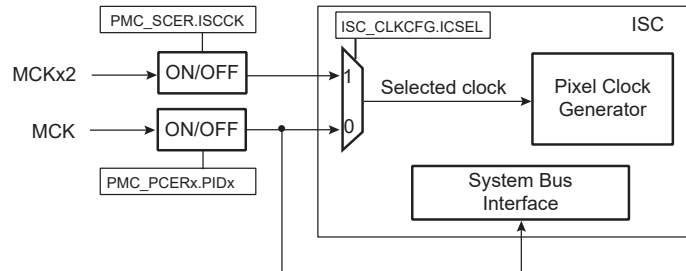 PMC_SCER.ISCCK
ISC_CLKCFG.ICSEL
ISC
MCKx2
ON/OFF
1
Selected clock
Pixel Clock
Generator
MCK
ON/OFF
0
PMC_PCERx.PIDx
System Bus
Interface